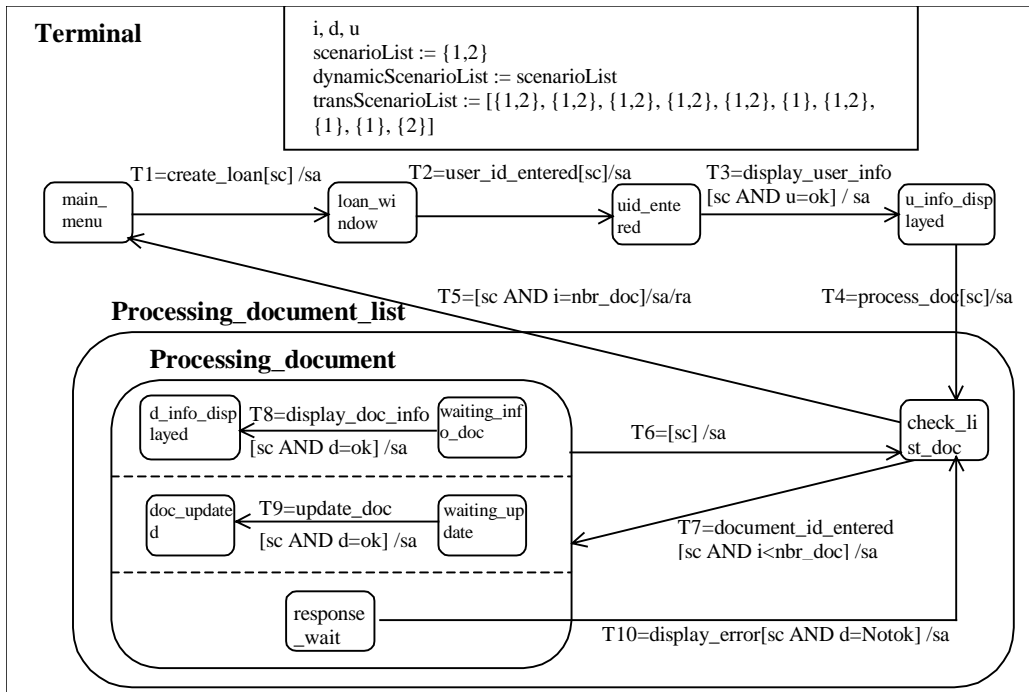 Terminal
i, d, u
scenarioList := {1,2}
dynamicScenarioList := scenarioList
transScenarioList := [{1,2}, {1,2}, {1,2}, {1,2}, {1,2}, {1}, {1,2},
{1}, {1}, {2}]
T1=create_loan[sc] /sa
T2=user_id_entered[sc]/sa
T3=display_user_info
[sc AND u=ok] / sa
main_
menu
loan_wi
ndow
uid_ente
red
u_info_disp
layed
T5=[sc AND i=nbr_doc]/sa/ra
T4=process_doc[sc]/sa
Processing_document_list
Processing_document
d_info_disp
layed
T8=display_doc_info
[sc AND d=ok] /sa
waiting_inf
o_doc
T6=[sc] /sa
check_li
st_doc
doc_update
d
T9=update_doc
[sc AND d=ok] /sa
waiting_up
date
T7=document_id_entered
[sc AND i<nbr_doc] /sa
response
_wait
T10=display_error[sc AND d=Notok] /sa